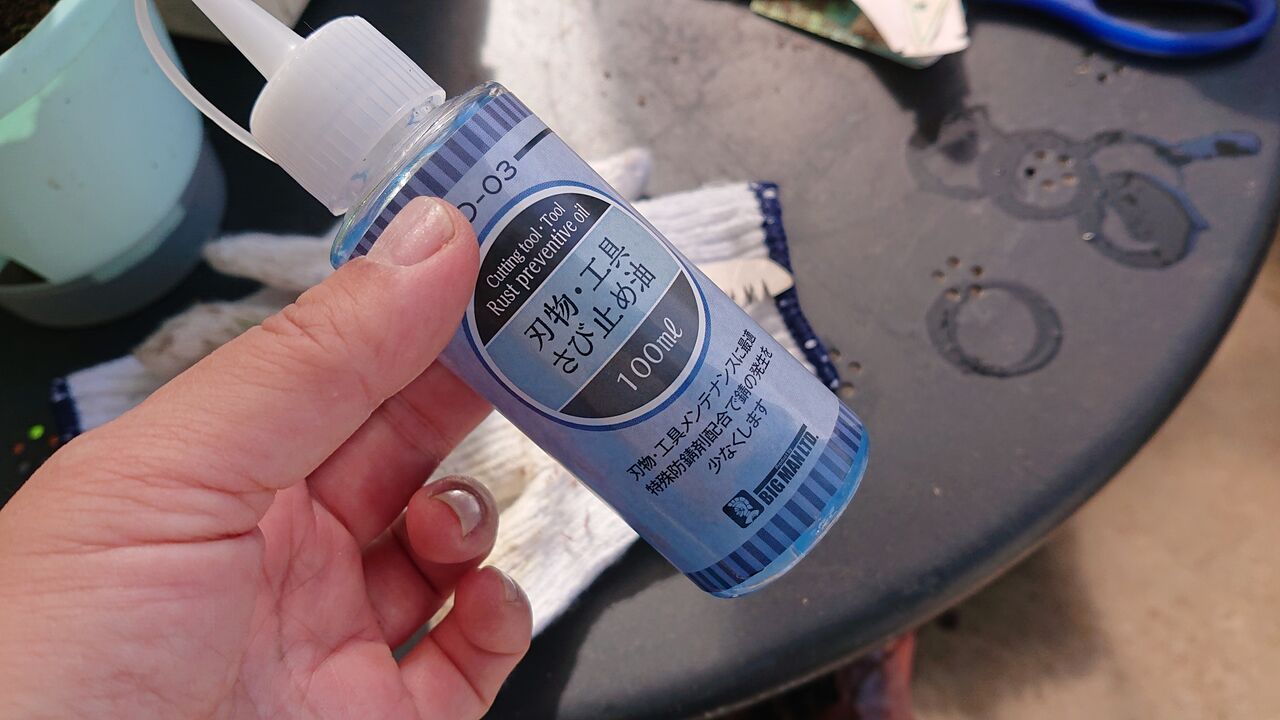 O-03
Cutting tool・Tool
Rust preventive oil
刃物・工具
さび止め油
100ml
刃物・工具メンテナンスに最適
特殊防錆剤配合で錆の発生を
少なくします
BIG MAN LTD.